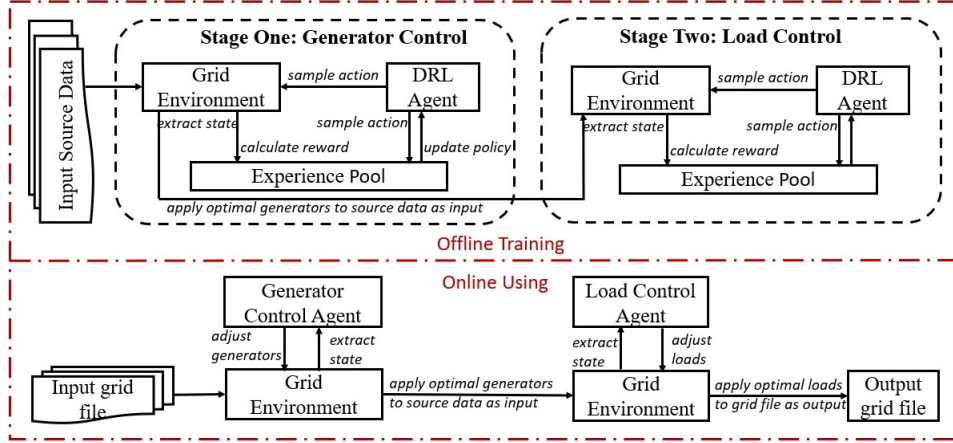 Input Source Data
Stage One: Generator Control
Grid
Environment
sample action
DRL
Agent
extract state
sample action
calculate reward
update policy
Experience Pool
apply optimal generators to source data as input
Stage Two: Load Control
Grid
Environment
sample action
DRL
Agent
extract state
sample action
calculate reward
Experience Pool
Offline Training
Online Using
Generator
Control Agent
adjust
generators
extract
state
Input grid
file
Grid
Environment
apply optimal generators
to source data as input
Load Control
Agent
extract
state
adjust
loads
Grid
Environment
apply optimal loads
to grid file as output
Output
grid file